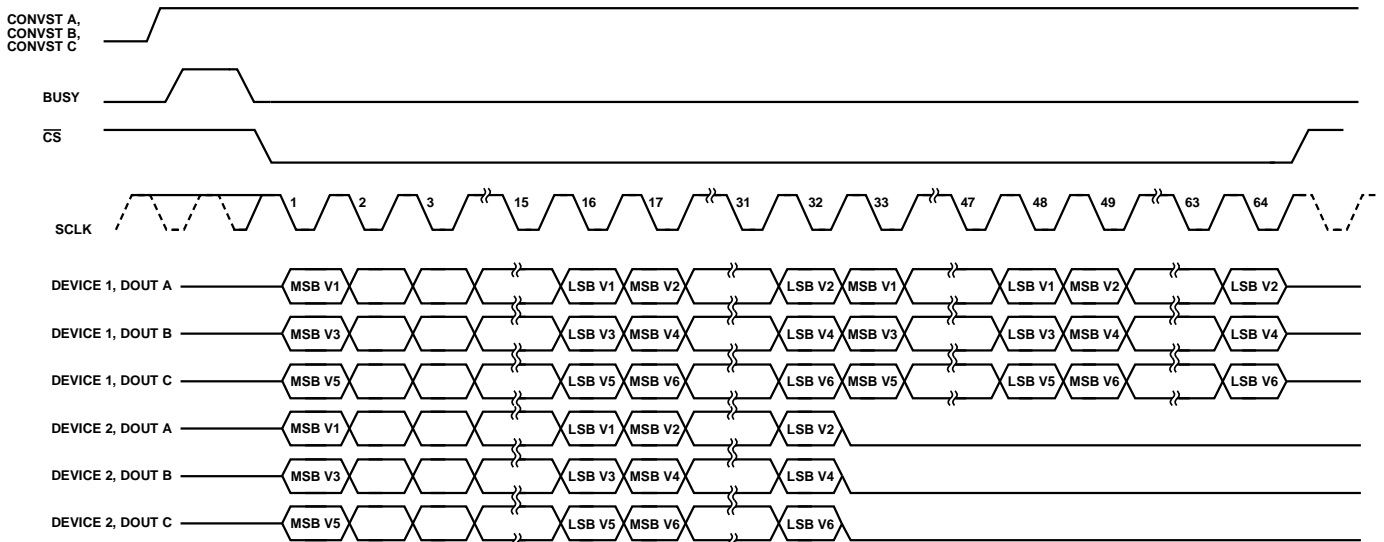 CONVST A,
CONVST B,
CONVST C
BUSY
CS
SCLK
1 2 3 15 16 17 31 32 33 47 48 49 63 64
DEVICE 1, DOUT A MSB V1 LSB V1 MSB V2 LSB V2 MSB V1 LSB V1 MSB V2 LSB V2
DEVICE 1, DOUT B MSB V3 LSB V3 MSB V4 LSB V4 MSB V3 LSB V3 MSB V4 LSB V4
DEVICE 1, DOUT C MSB V5 LSB V5 MSB V6 LSB V6 MSB V5 LSB V5 MSB V6 LSB V6
DEVICE 2, DOUT A MSB V1 LSB V1 MSB V2 LSB V2
DEVICE 2, DOUT B MSB V3 LSB V3 MSB V4 LSB V4
DEVICE 2, DOUT C MSB V5 LSB V5 MSB V6 LSB V6